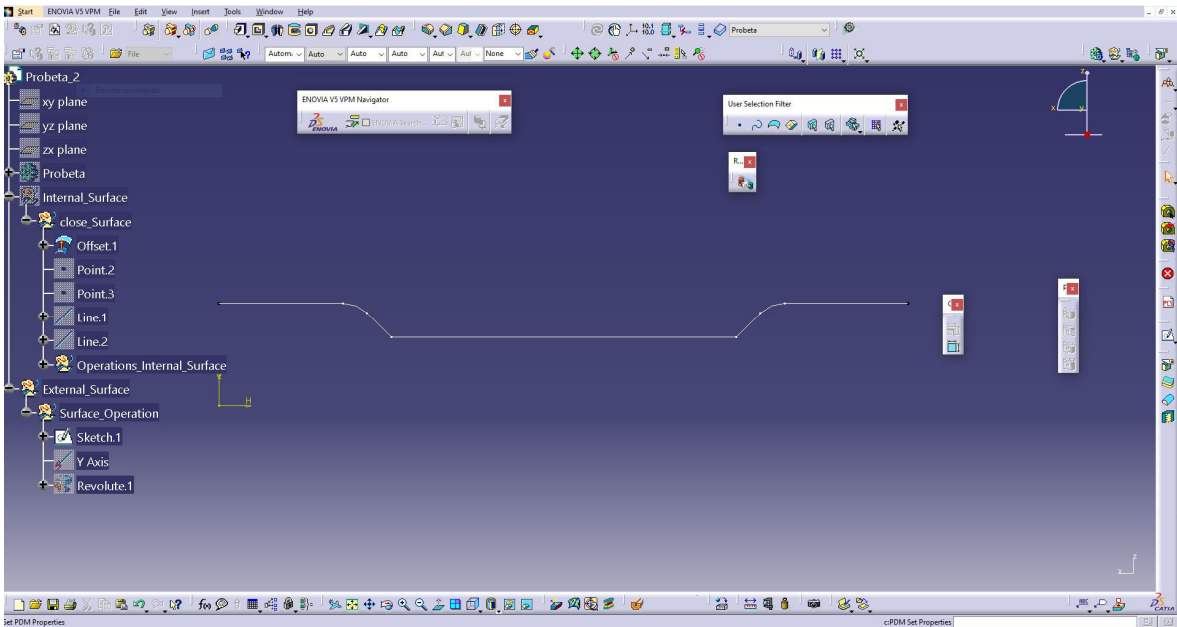 Start ENOVIA V5 VPM File Edit View Insert Tools Window Help
Probeta
File
Autom: Auto Auto Auto Aut Aut None
Probeta_2
xy plane
yz plane
zx plane
Probeta
Internal_Surface
close_Surface
Offset.1
Point.2
Point.3
Line.1
Line.2
Operations_Internal_Surface
External_Surface
Surface_Operation
Sketch.1
Y Axis
Revolute.1
ENOVIA V5 VPM Navigator
ENOVIA
ENOVIA Search...
User Selection Filter
R...
z
x
y
H
z
x
Set PDM Properties
c:PDM Set Properties
CATIA